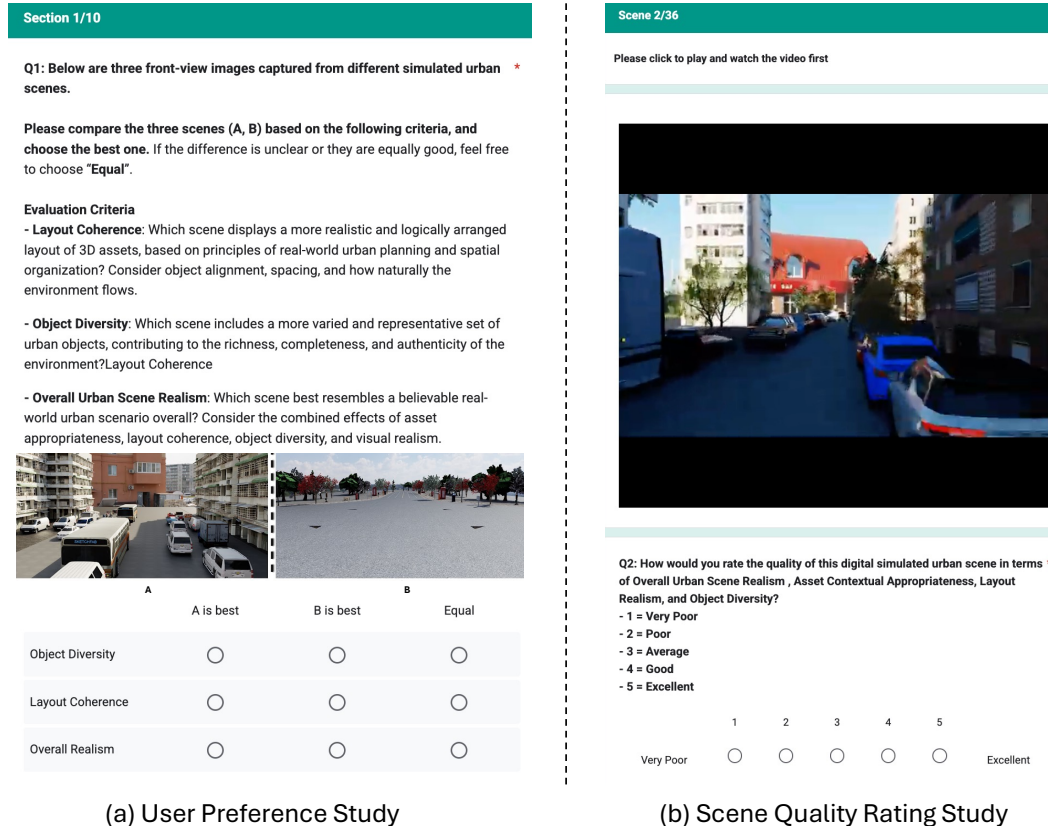 Section 1/10
Q1: Below are three front-view images captured from different simulated urban *
scenes.
Please compare the three scenes (A, B) based on the following criteria, and
choose the best one. If the difference is unclear or they are equally good, feel free
to choose “Equal”.
Evaluation Criteria
- Layout Coherence: Which scene displays a more realistic and logically arranged
layout of 3D assets, based on principles of real-world urban planning and spatial
organization? Consider object alignment, spacing, and how naturally the
environment flows.
- Object Diversity: Which scene includes a more varied and representative set of
urban objects, contributing to the richness, completeness, and authenticity of the
environment?Layout Coherence
- Overall Urban Scene Realism: Which scene best resembles a believable real-
world urban scenario overall? Consider the combined effects of asset
appropriateness, layout coherence, object diversity, and visual realism.
A B
A is best B is best Equal
Object Diversity
Layout Coherence
Overall Realism
(a) User Preference Study
Scene 2/36
Please click to play and watch the video first
Q2: How would you rate the quality of this digital simulated urban scene in terms
of Overall Urban Scene Realism , Asset Contextual Appropriateness, Layout
Realism, and Object Diversity?
- 1 = Very Poor
- 2 = Poor
- 3 = Average
- 4 = Good
- 5 = Excellent
1 2 3 4 5
Very Poor Excellent
(b) Scene Quality Rating Study